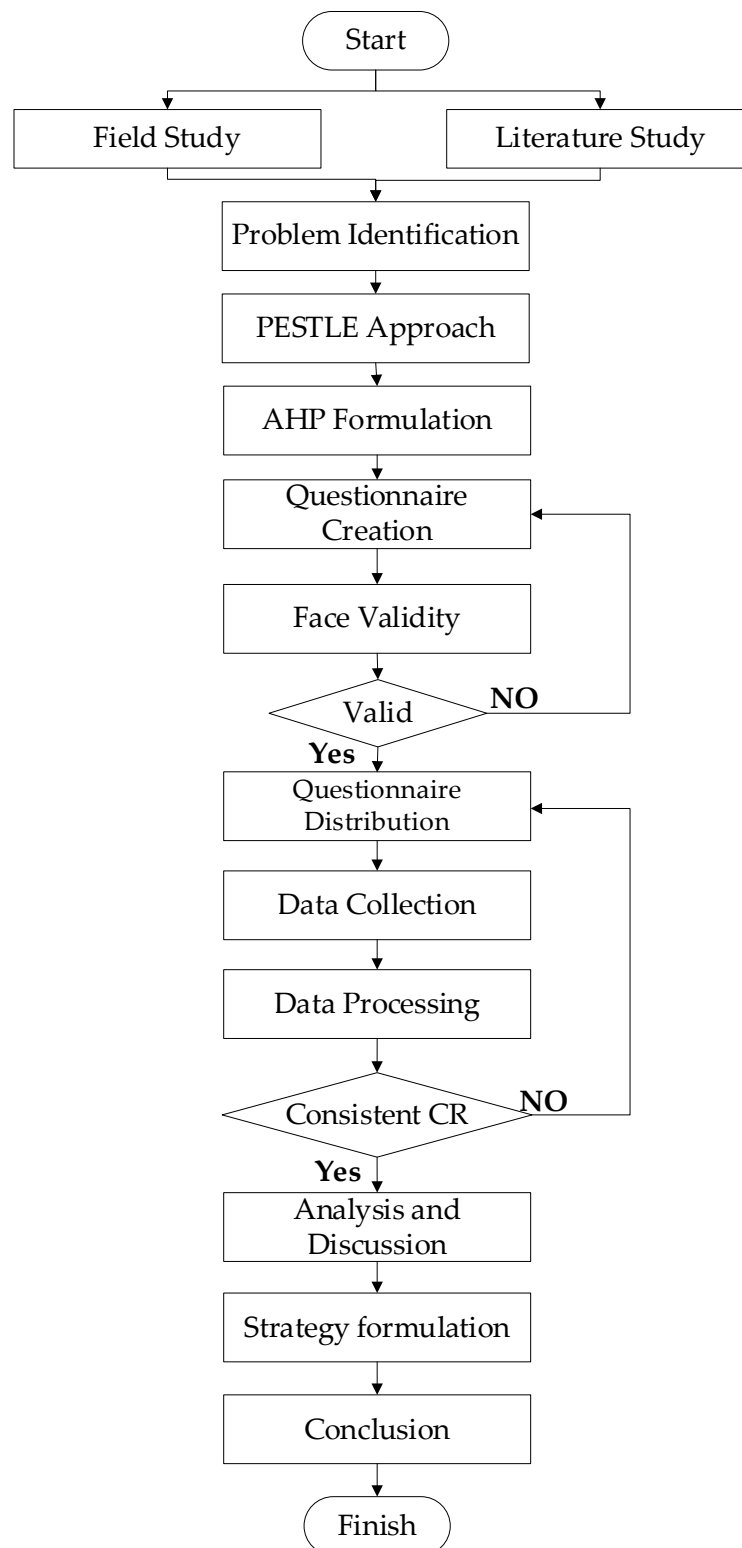 Start
Field Study
Literature Study
Problem Identification
PESTLE Approach
AHP Formulation
Questionnaire
Creation
Face Validity
Valid
NO
Yes
Questionnaire
Distribution
Data Collection
Data Processing
Consistent CR
NO
Yes
Analysis and
Discussion
Strategy formulation
Conclusion
Finish